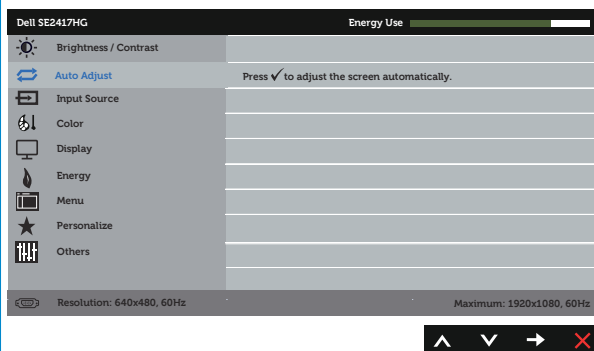 Dell SE2417HG Energy Use
Brightness / Contrast
Auto Adjust Press ✓to adjust the screen automatically.
Input Source
Color
Display
Energy
Menu
Personalize
Others
Resolution: 640x480, 60Hz Maximum: 1920x1080, 60Hz